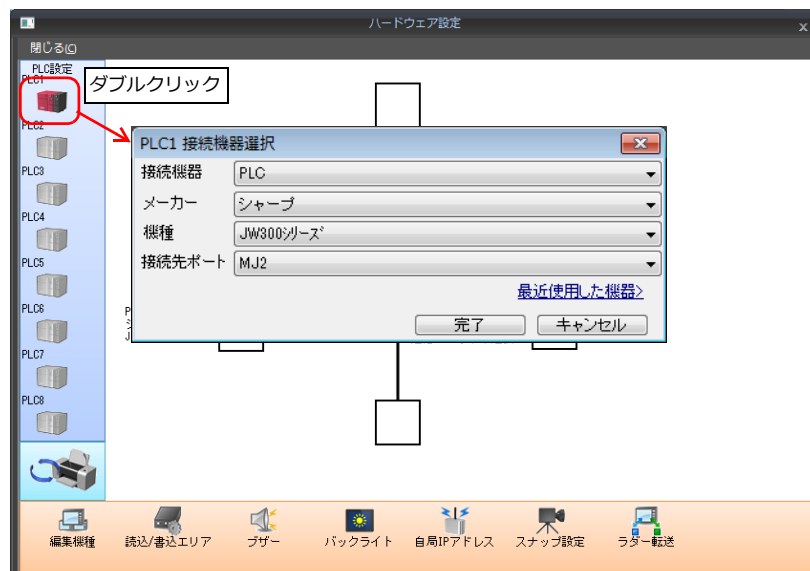 ハードウェア設定
x
閉じる(C)
PLC設定
PLC1
ダブルクリック
PLC2
PLC3
PLC4
PLC5
PLC6
PLC7
PLC8
PLC1 接続機器選択
接続機器 PLC
メーカー シャープ
機種 JW300ｼﾘｰｽﾞ
接続先ポート MJ2
最近使用した機器>
完了 キャンセル
編集機種 読込/書込エリア ブザー バックライト 自局IPアドレス スナップ設定 ラダー転送